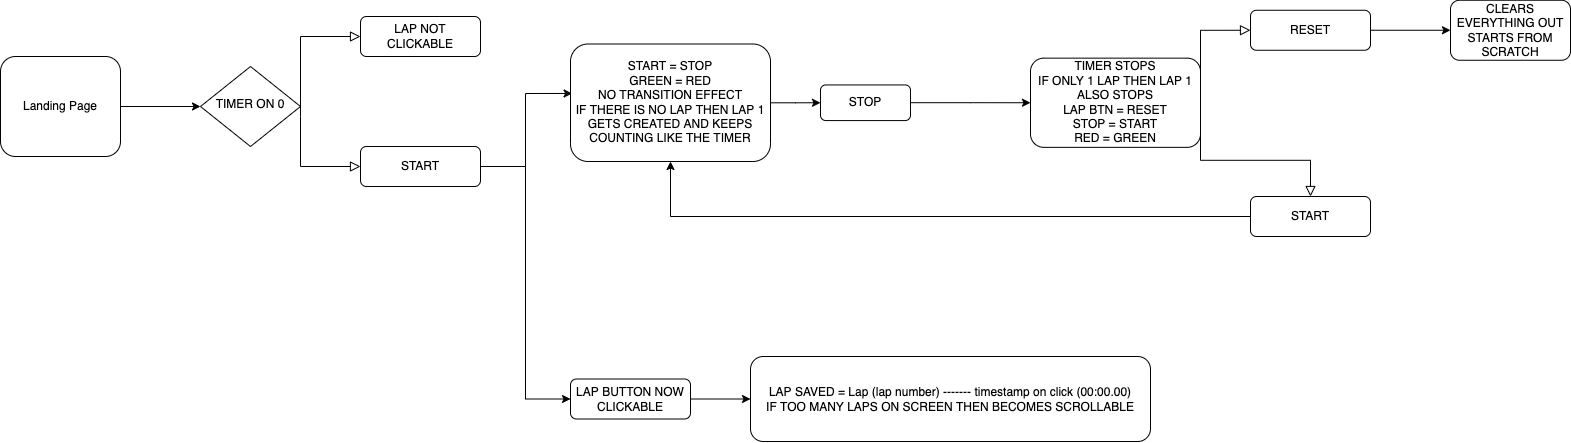 Landing Page
TIMER ON 0
LAP NOT
CLICKABLE
START
START = STOP
GREEN = RED
NO TRANSITION EFFECT
IF THERE IS NO LAP THEN LAP 1
GETS CREATED AND KEEPS
COUNTING LIKE THE TIMER
STOP
TIMER STOPS
IF ONLY 1 LAP THEN LAP 1
ALSO STOPS
LAP BTN = RESET
STOP = START
RED = GREEN
RESET
CLEARS
EVERYTHING OUT
STARTS FROM
SCRATCH
START
LAP BUTTON NOW
CLICKABLE
LAP SAVED = Lap (lap number) ------- timestamp on click (00:00.00)
IF TOO MANY LAPS ON SCREEN THEN BECOMES SCROLLABLE